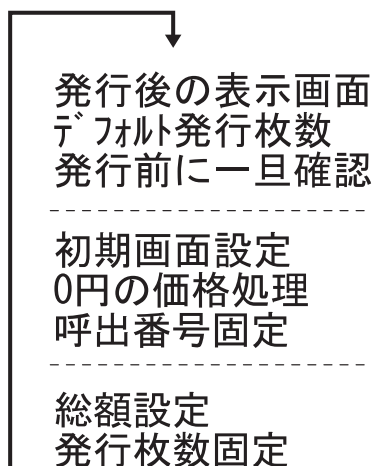 発行後の表示画面
ﾃﾞﾌｫﾙﾄ発行枚数
発行前に一旦確認
初期画面設定
0円の価格処理
呼出番号固定
総額設定
発行枚数固定